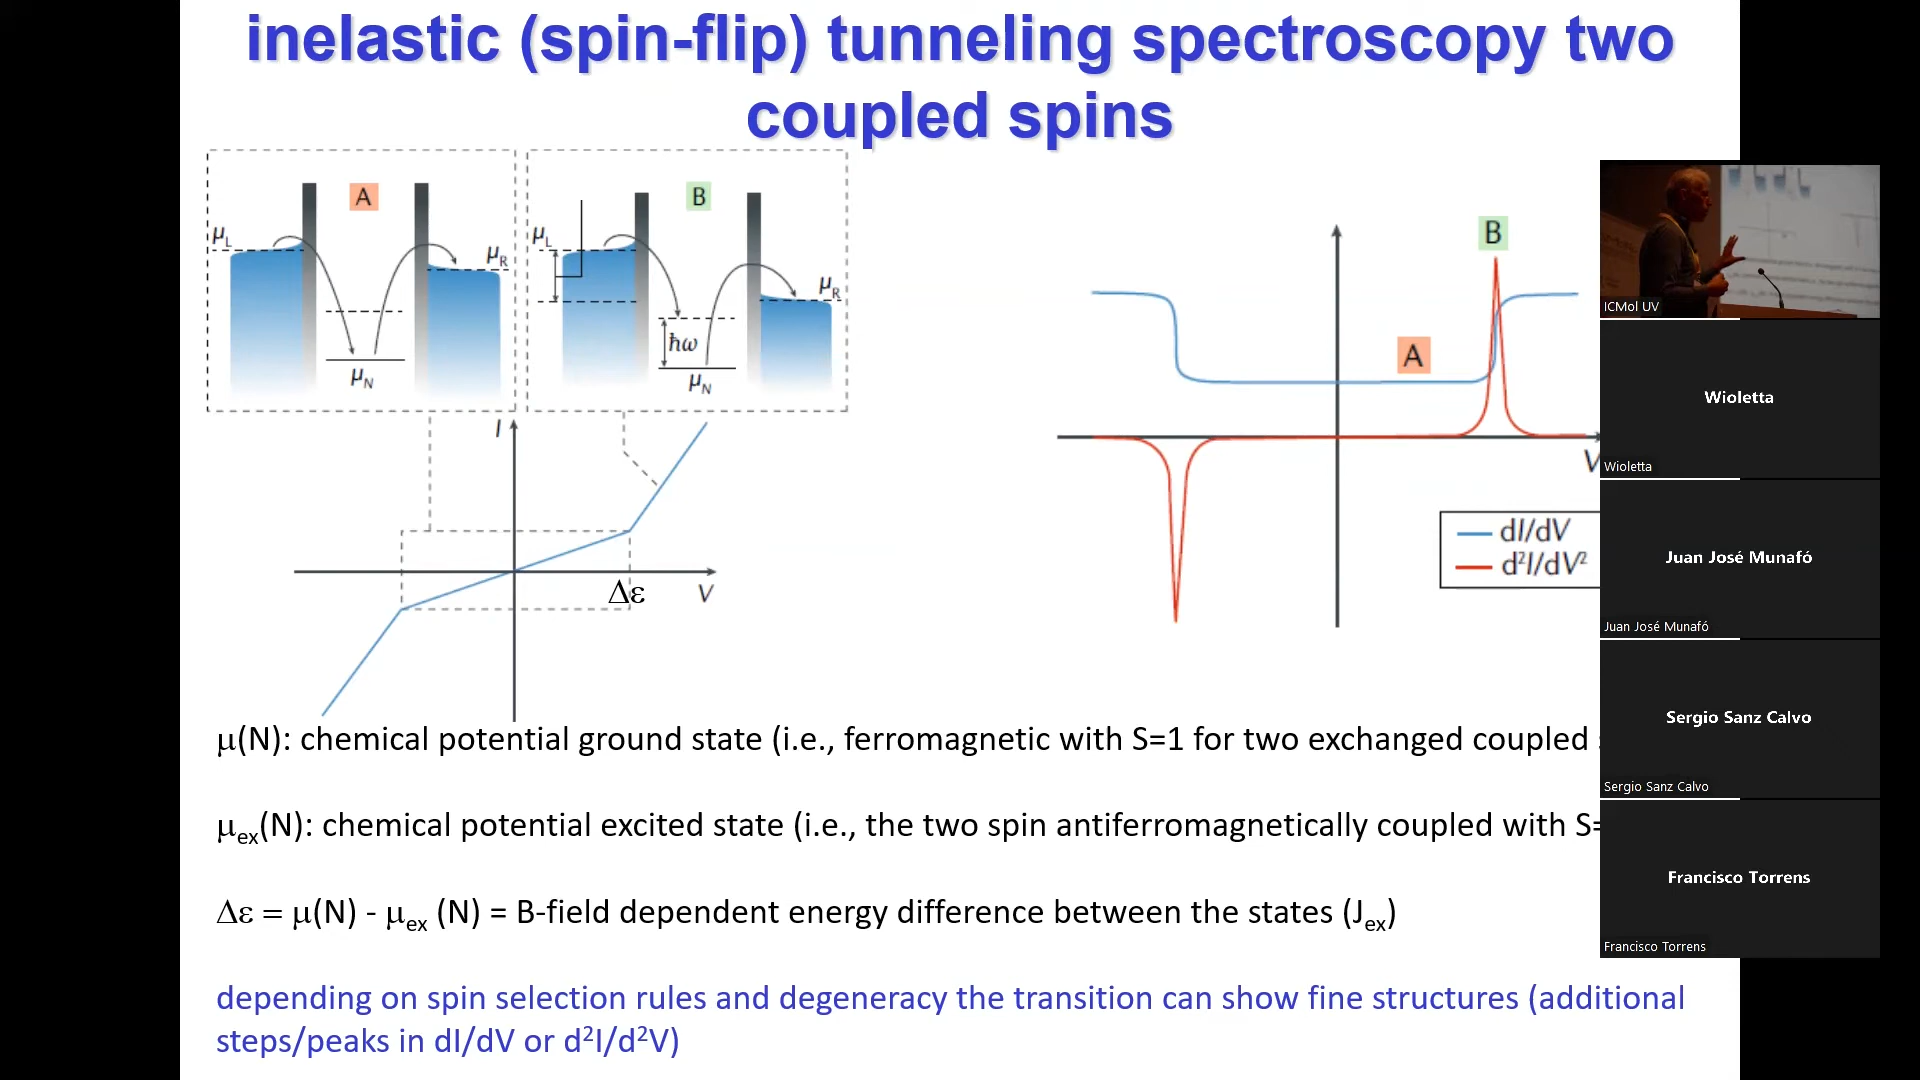 inelastic (spin-flip) tunneling spectroscopy two
coupled spins
A
μL
μR
μN
B
μL
μR
ħω
μN
I
Δε
V
B
A
V
dI/dV
d²I/dV²
μ(N): chemical potential ground state (i.e., ferromagnetic with S=1 for two exchanged coupled
μex(N): chemical potential excited state (i.e., the two spin antiferromagnetically coupled with S=
Δε = μ(N) - μex (N) = B-field dependent energy difference between the states (Jex)
depending on spin selection rules and degeneracy the transition can show fine structures (additional
steps/peaks in dI/dV or d²I/d²V)
ICMol UV
Wioletta
Wioletta
Juan José Munafó
Juan José Munafó
Sergio Sanz Calvo
Sergio Sanz Calvo
Francisco Torrens
Francisco Torrens